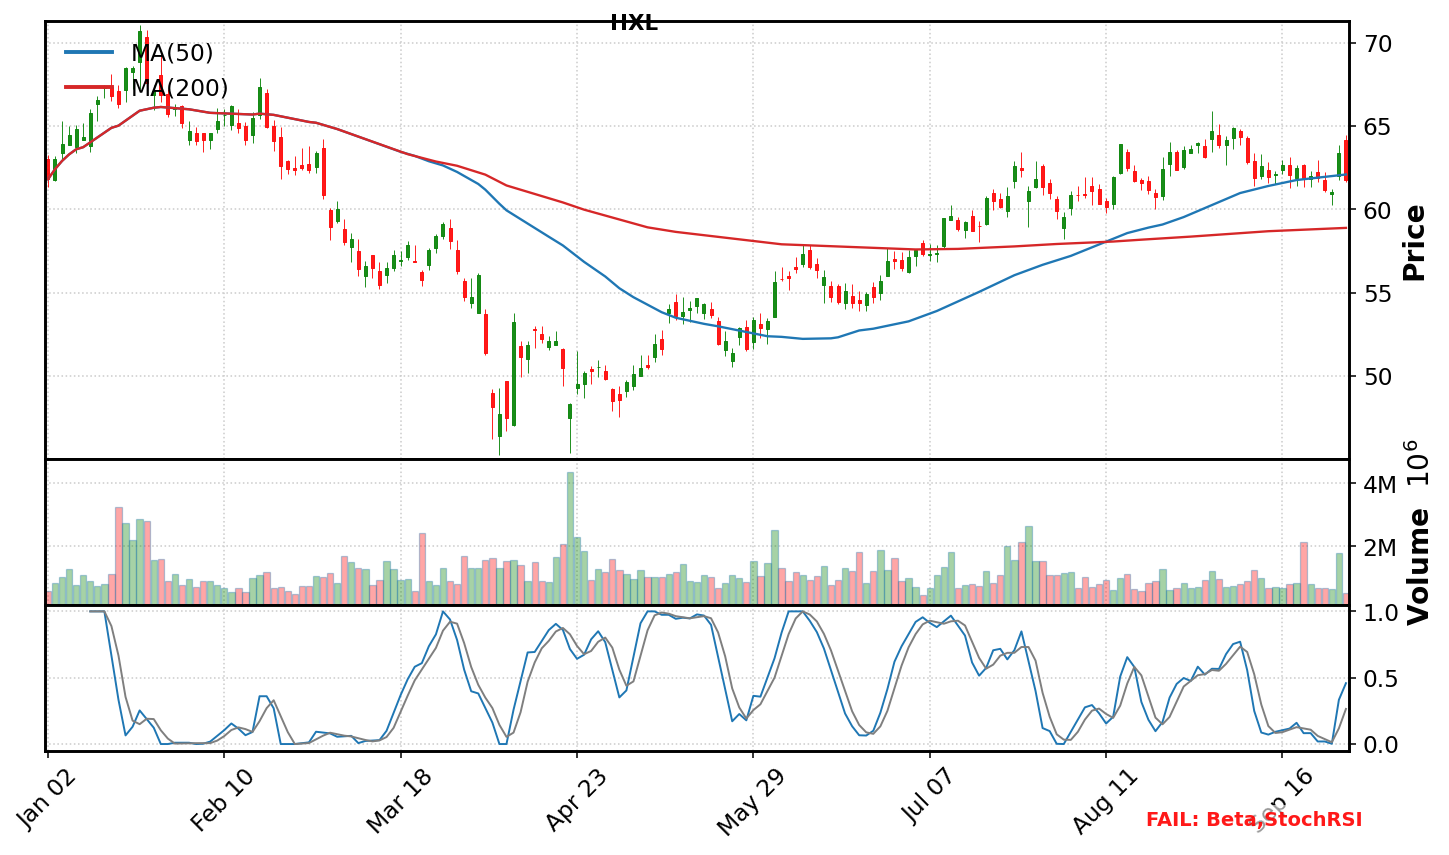 HXL
MA(50)
MA(200)
70
65
60
55
50
Price
4M
2M
Volume 10^6
1.0
0.5
0.0
Jan 02
Feb 10
Mar 18
Apr 23
May 29
Jul 07
Aug 11
Sep 16
FAIL: Beta,StochRSI